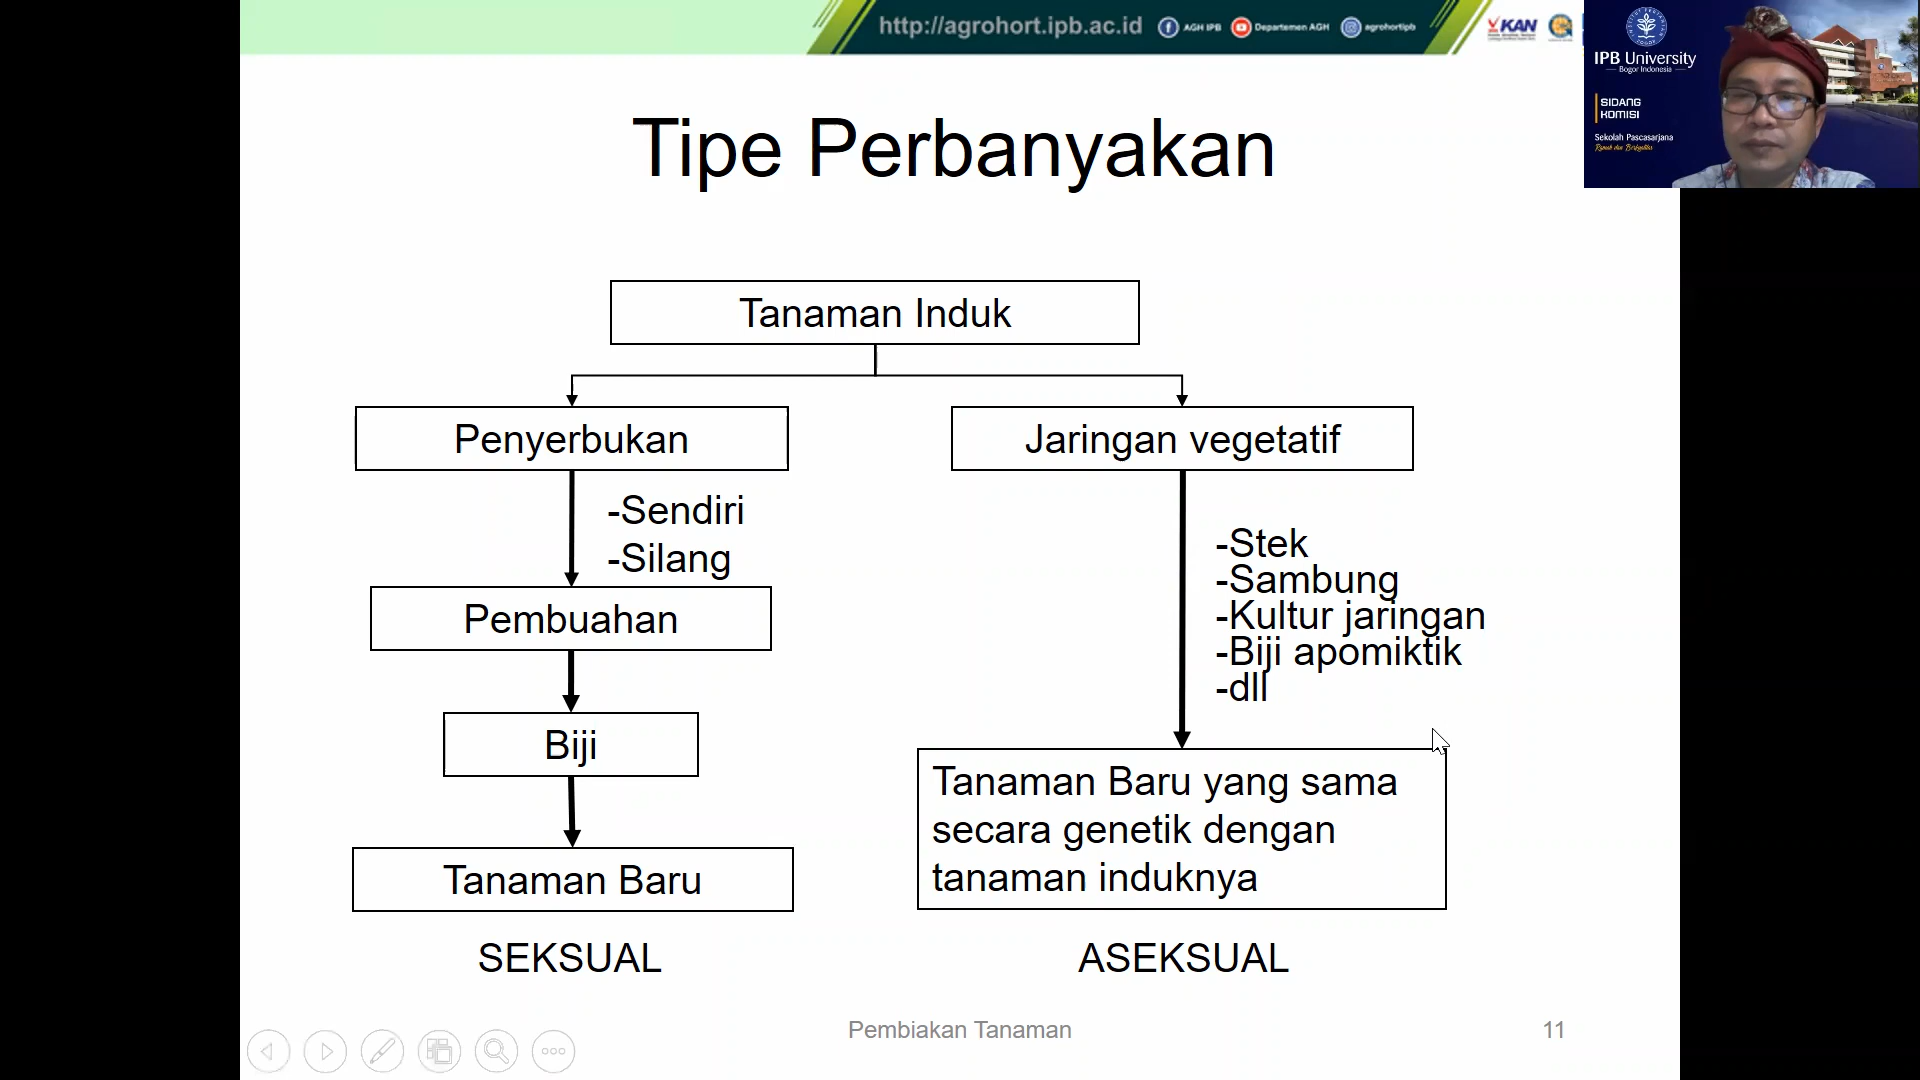 http://agrohort.ipb.ac.id AGH IPB Departemen AGH agrohortipb KAN
IPB University
Bogor Indonesia
SIDANG
KOMISI
Sekolah Pascasarjana
Tipe Perbanyakan
Tanaman Induk
Penyerbukan
-Sendiri
-Silang
Pembuahan
Biji
Tanaman Baru
SEKSUAL
Jaringan vegetatif
-Stek
-Sambung
-Kultur jaringan
-Biji apomiktik
-dll
Tanaman Baru yang sama
secara genetik dengan
tanaman induknya
ASEKSUAL
Pembiakan Tanaman
11